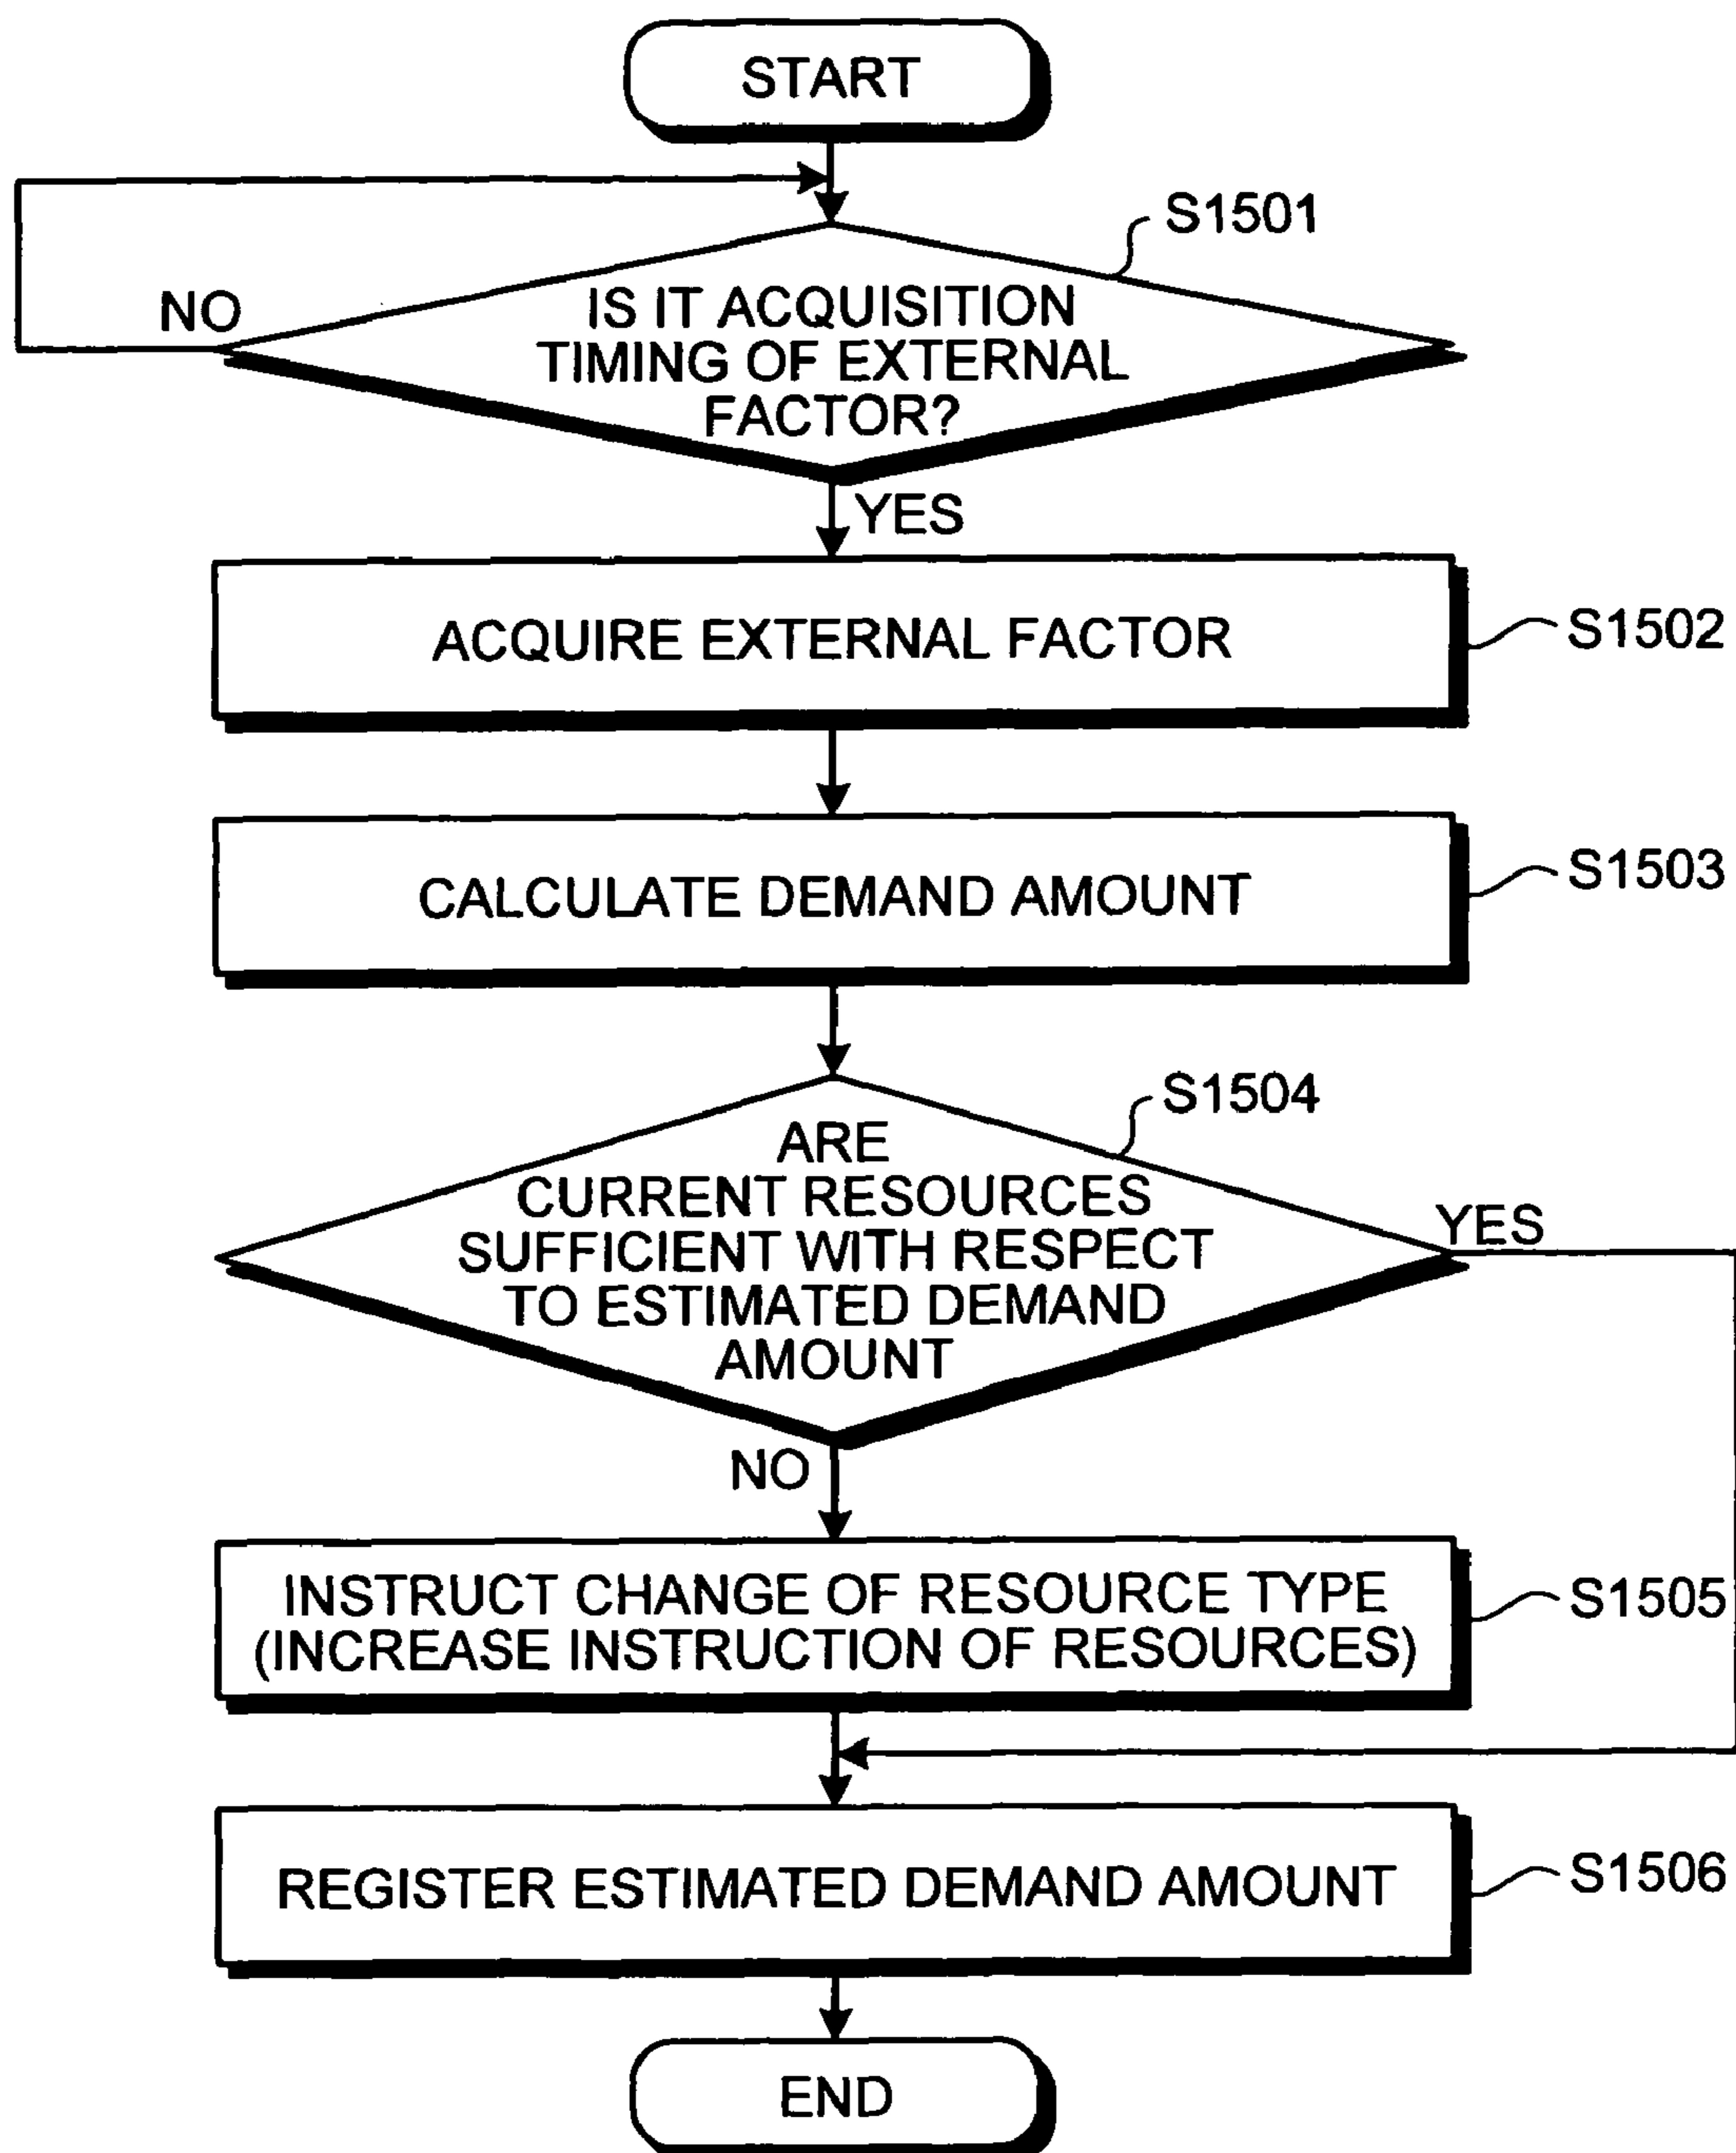 START
S1501
NO
IS IT ACQUISITION
TIMING OF EXTERNAL
FACTOR?
YES
ACQUIRE EXTERNAL FACTOR
S1502
CALCULATE DEMAND AMOUNT
S1503
S1504
ARE
CURRENT RESOURCES
SUFFICIENT WITH RESPECT
TO ESTIMATED DEMAND
AMOUNT
YES
NO
INSTRUCT CHANGE OF RESOURCE TYPE
(INCREASE INSTRUCTION OF RESOURCES)
S1505
REGISTER ESTIMATED DEMAND AMOUNT
S1506
END